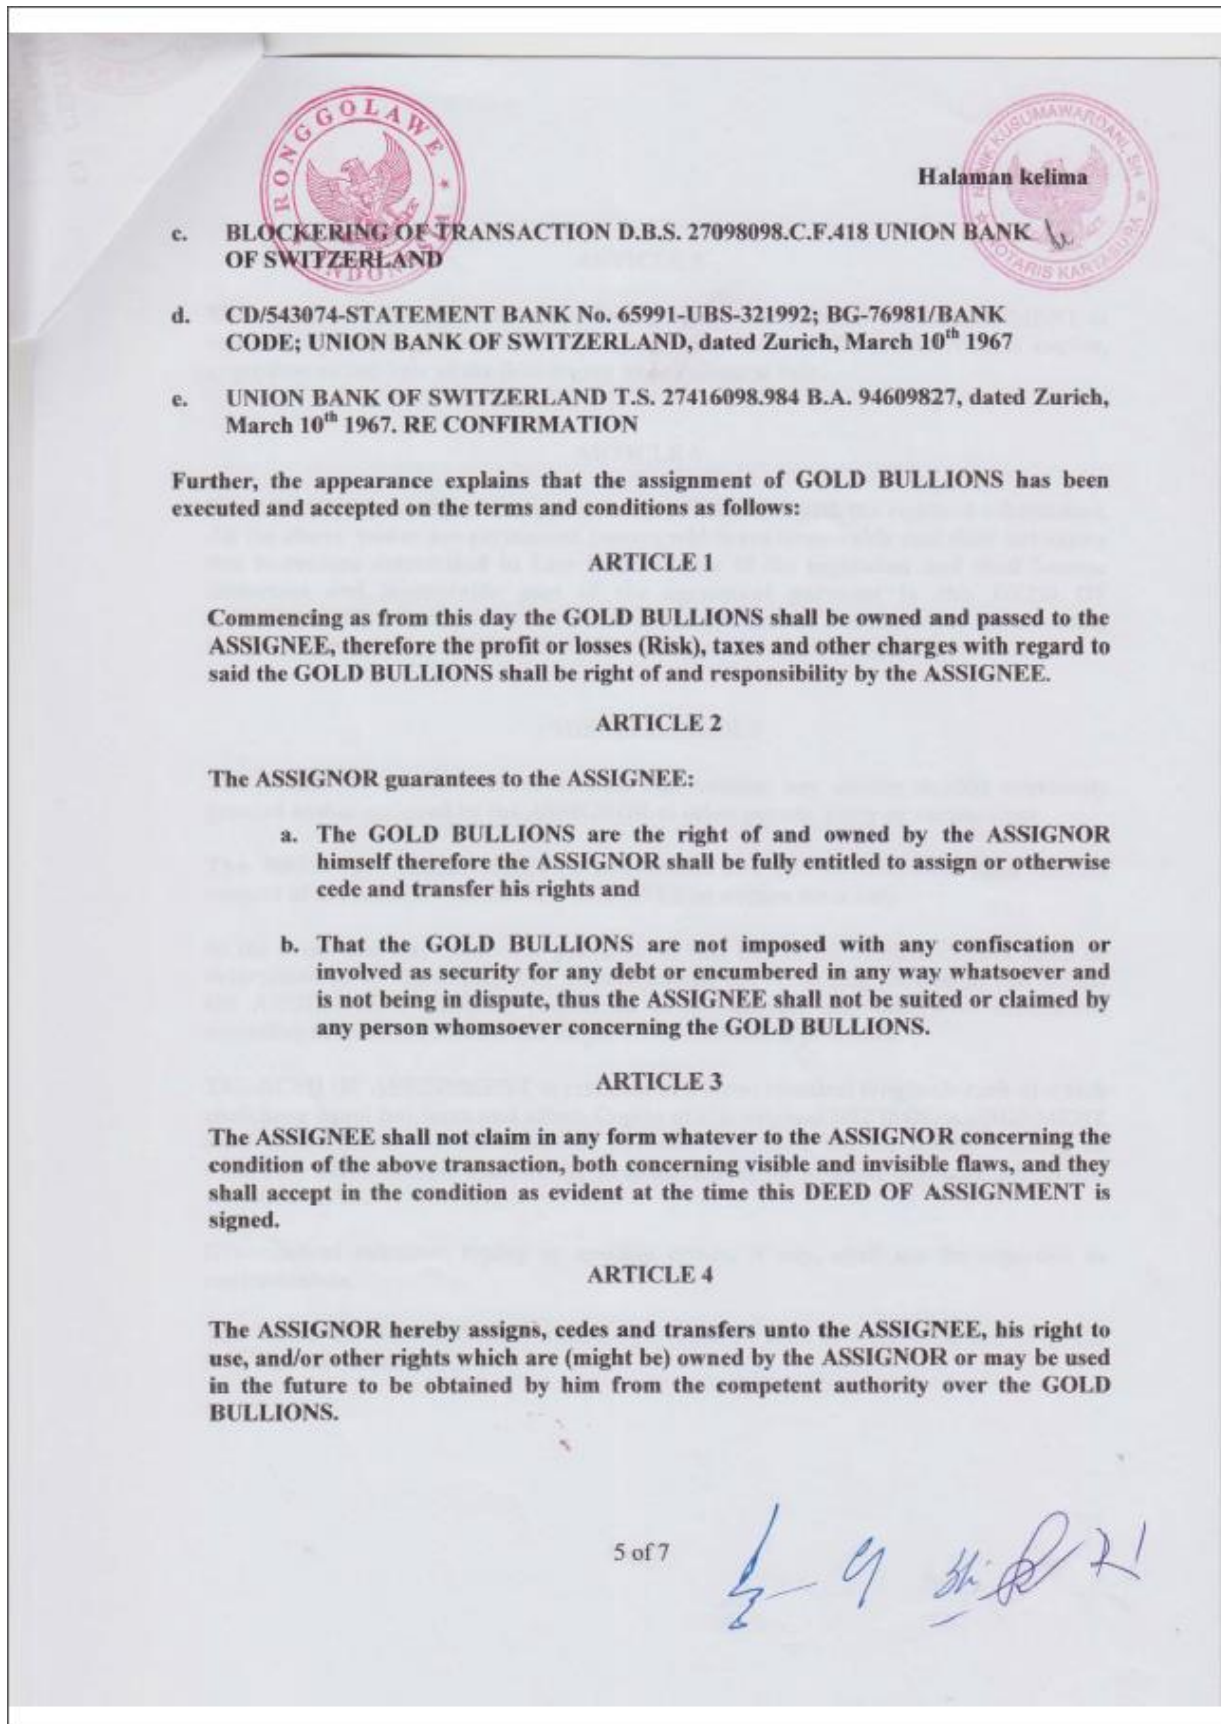 RONGGOLAWE
INDONESIA
KUSUMAWARDANI, SH
NOTARIS KARTASURA
Halaman kelima
c. BLOCKERING OF TRANSACTION D.B.S. 27098098.C.F.418 UNION BANK
OF SWITZERLAND
d. CD/543074-STATEMENT BANK No. 65991-UBS-321992; BG-76981/BANK
CODE; UNION BANK OF SWITZERLAND, dated Zurich, March 10th 1967
e. UNION BANK OF SWITZERLAND T.S. 27416098.984 B.A. 94609827, dated Zurich,
March 10th 1967. RE CONFIRMATION
Further, the appearance explains that the assignment of GOLD BULLIONS has been
executed and accepted on the terms and conditions as follows:
ARTICLE 1
Commencing as from this day the GOLD BULLIONS shall be owned and passed to the
ASSIGNEE, therefore the profit or losses (Risk), taxes and other charges with regard to
said the GOLD BULLIONS shall be right of and responsibility by the ASSIGNEE.
ARTICLE 2
The ASSIGNOR guarantees to the ASSIGNEE:
a. The GOLD BULLIONS are the right of and owned by the ASSIGNOR
himself therefore the ASSIGNOR shall be fully entitled to assign or otherwise
cede and transfer his rights and
b. That the GOLD BULLIONS are not imposed with any confiscation or
involved as security for any debt or encumbered in any way whatsoever and
is not being in dispute, thus the ASSIGNEE shall not be suited or claimed by
any person whomsoever concerning the GOLD BULLIONS.
ARTICLE 3
The ASSIGNEE shall not claim in any form whatever to the ASSIGNOR concerning the
condition of the above transaction, both concerning visible and invisible flaws, and they
shall accept in the condition as evident at the time this DEED OF ASSIGNMENT is
signed.
ARTICLE 4
The ASSIGNOR hereby assigns, cedes and transfers unto the ASSIGNEE, his right to
use, and/or other rights which are (might be) owned by the ASSIGNOR or may be used
in the future to be obtained by him from the competent authority over the GOLD
BULLIONS.
5 of 7